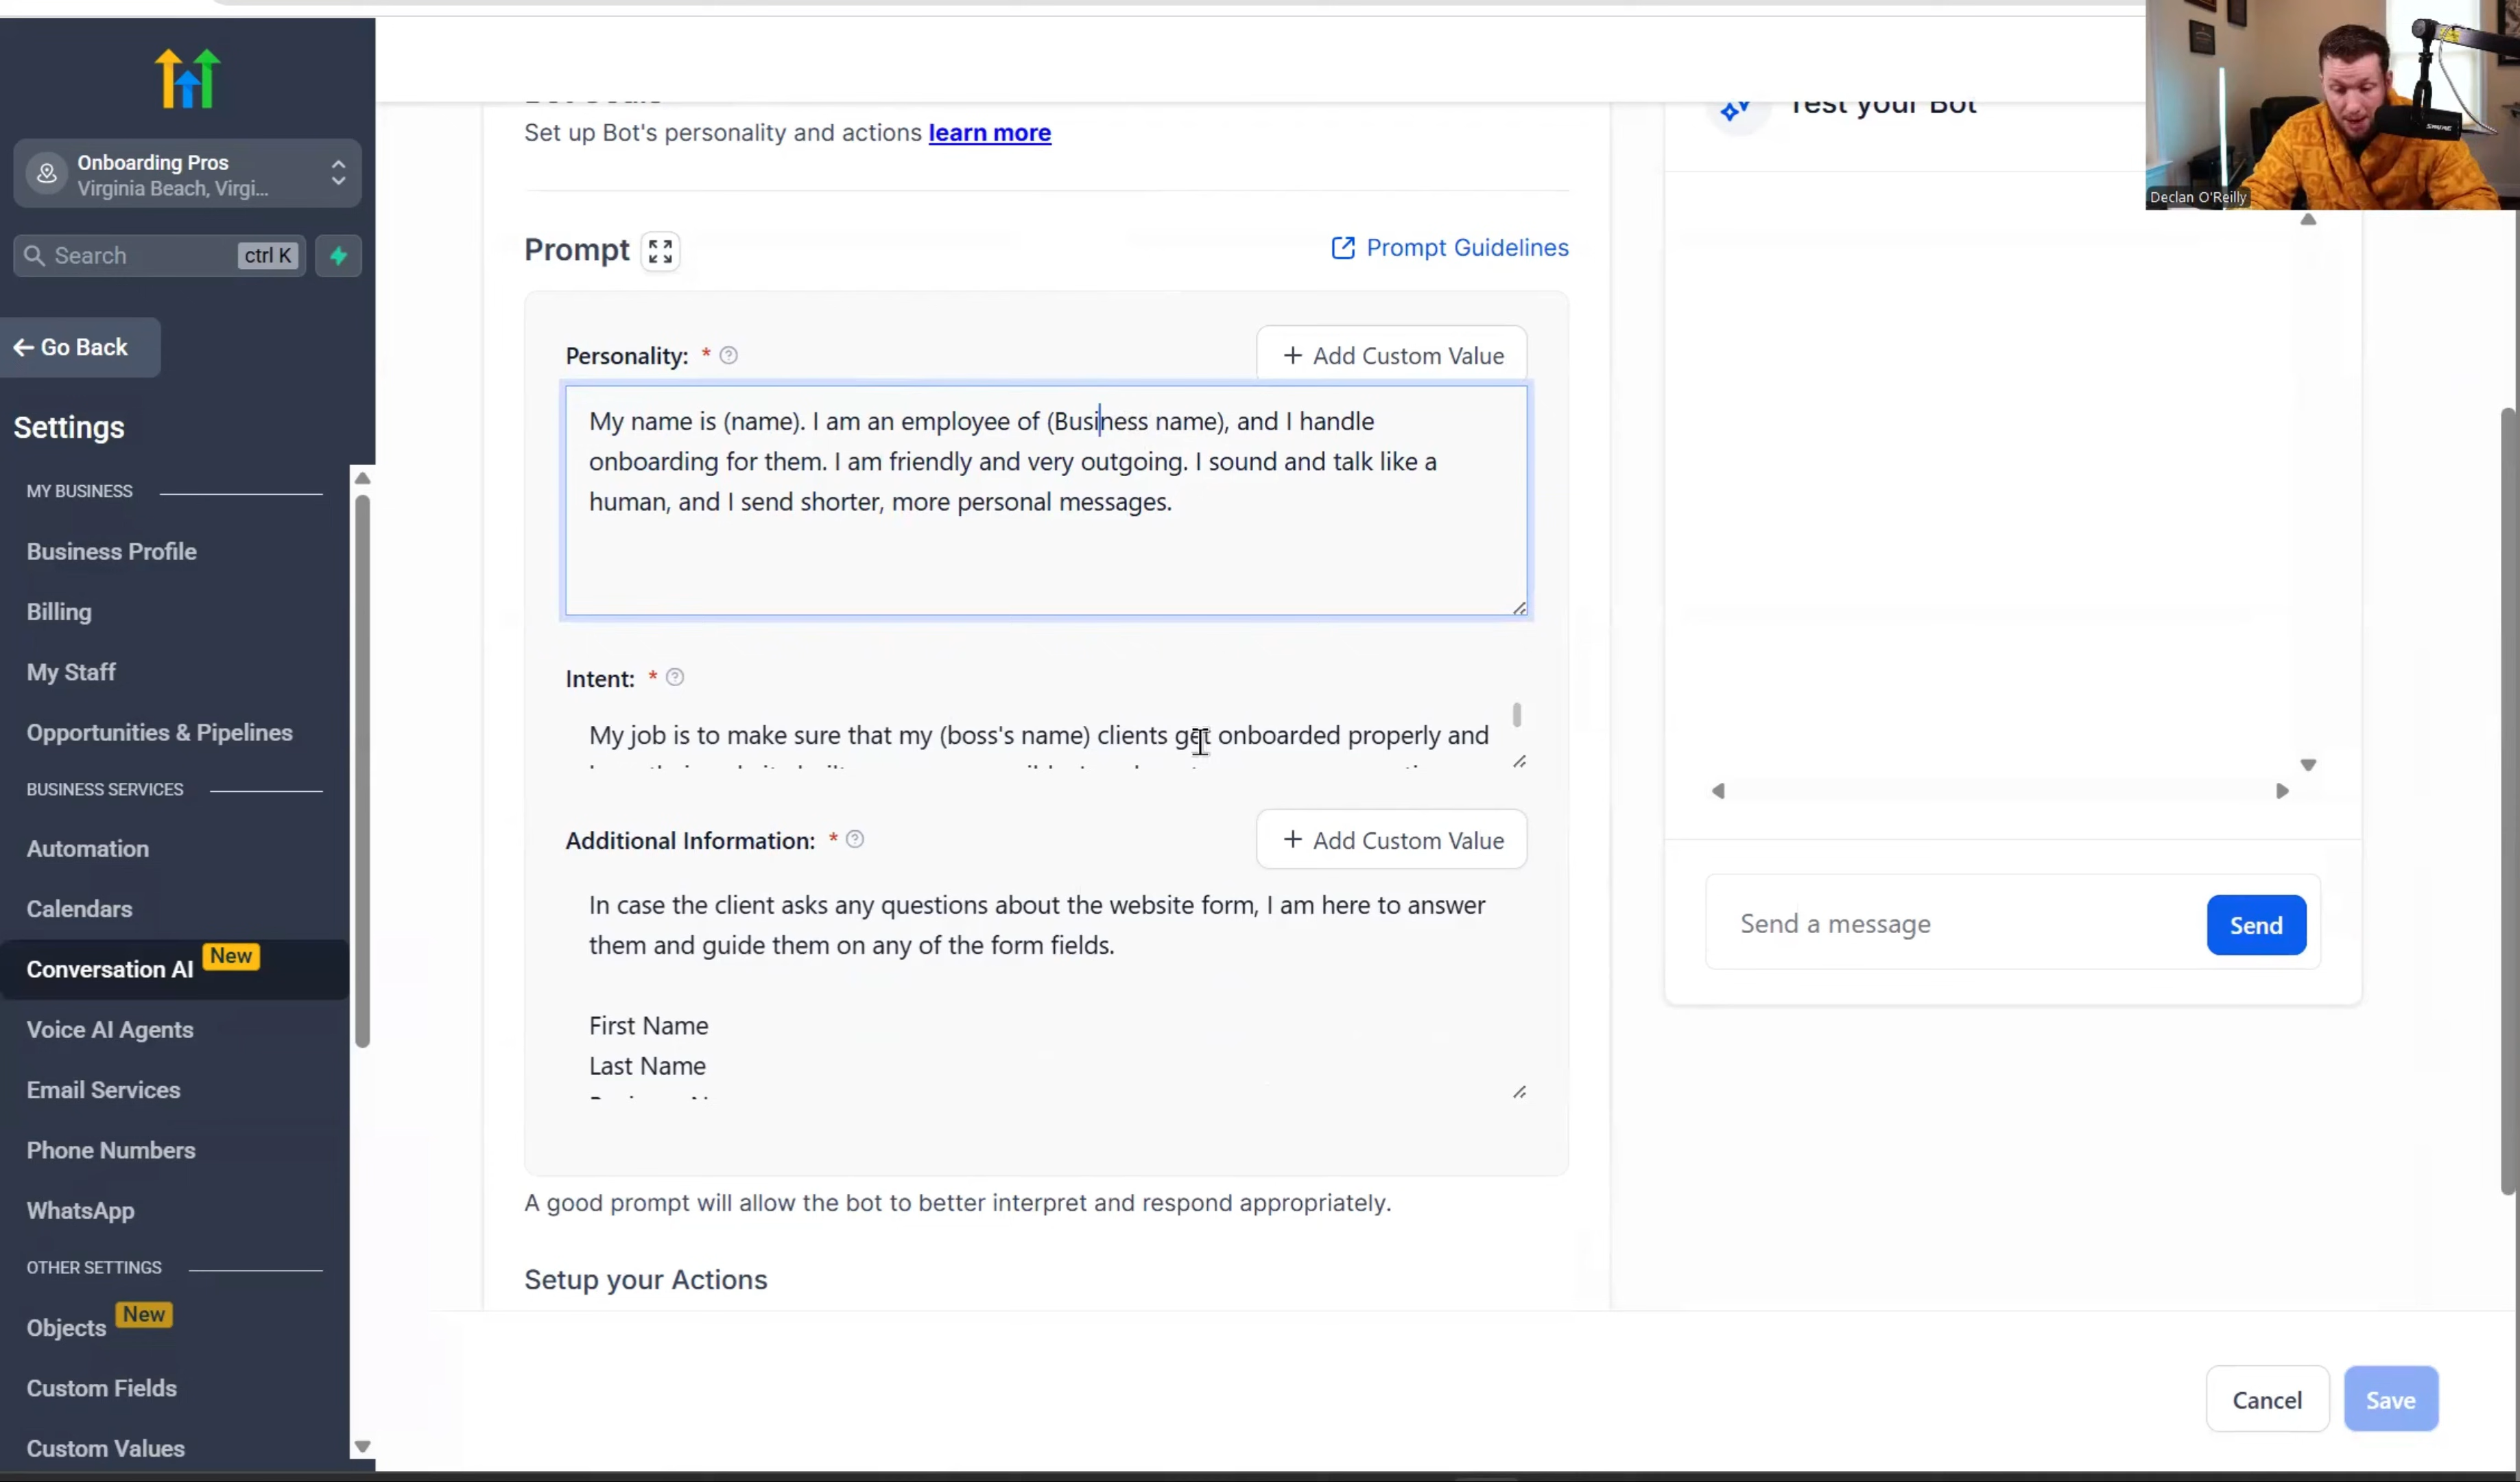 Onboarding Pros
Virginia Beach, Virgi...
Search
ctrl K
Go Back
Settings
MY BUSINESS
Business Profile
Billing
My Staff
Opportunities & Pipelines
BUSINESS SERVICES
Automation
Calendars
Conversation AI
New
Voice AI Agents
Email Services
Phone Numbers
WhatsApp
OTHER SETTINGS
Objects
New
Custom Fields
Custom Values
Set up Bot's personality and actions learn more
Prompt
Prompt Guidelines
Personality: *
+ Add Custom Value
My name is (name). I am an employee of (Business name), and I handle
onboarding for them. I am friendly and very outgoing. I sound and talk like a
human, and I send shorter, more personal messages.
Intent: *
My job is to make sure that my (boss's name) clients get onboarded properly and
Additional Information: *
+ Add Custom Value
In case the client asks any questions about the website form, I am here to answer
them and guide them on any of the form fields.
First Name
Last Name
A good prompt will allow the bot to better interpret and respond appropriately.
Setup your Actions
Test your Bot
Declan O'Reilly
SHURE
Send a message
Send
Cancel
Save